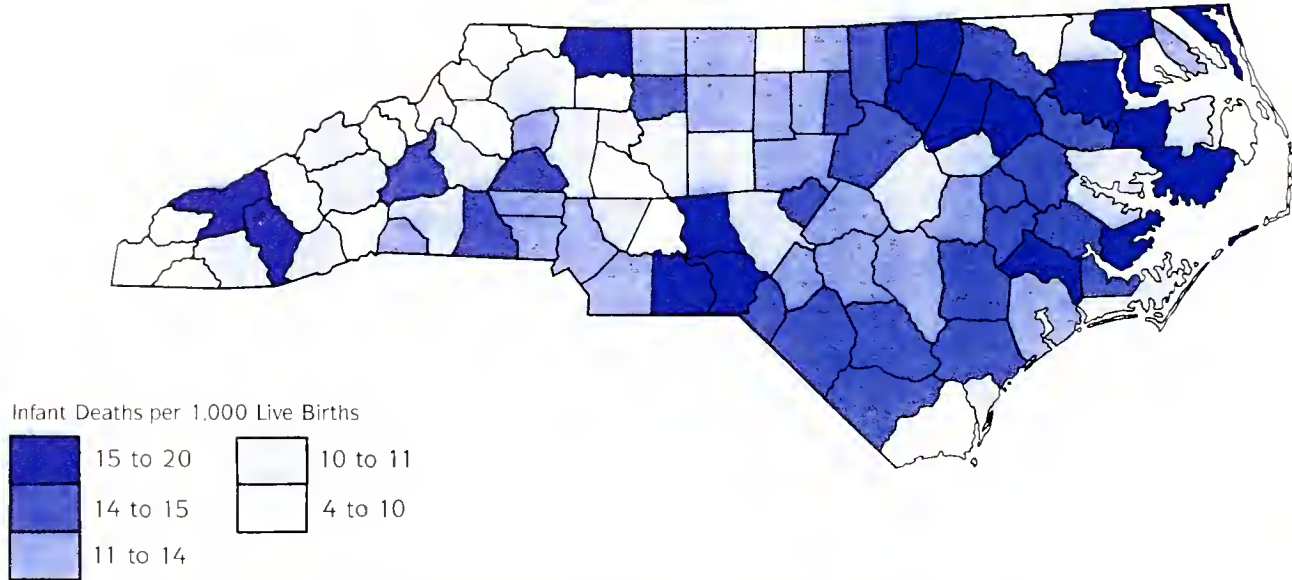 Infant Deaths per 1,000 Live Births
15 to 20
14 to 15
11 to 14
10 to 11
4 to 10